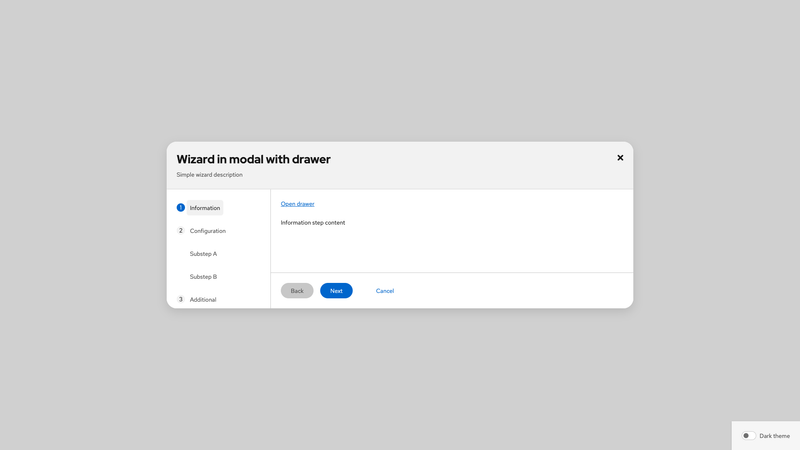 Wizard in modal with drawer
Simple wizard description
1 Information
2 Configuration
Substep A
Substep B
3 Additional
Open drawer
Information step content
Back Next Cancel
Dark theme